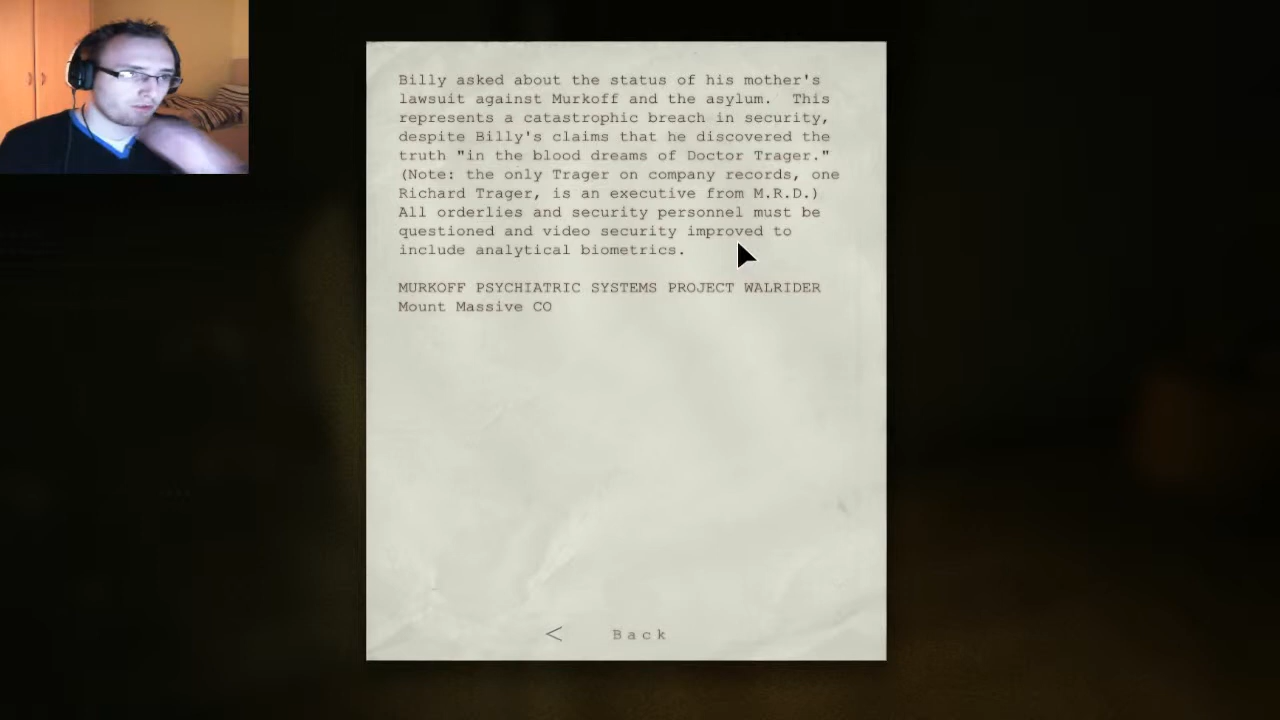 Billy asked about the status of his mother's
lawsuit against Murkoff and the asylum.  This
represents a catastrophic breach in security,
despite Billy's claims that he discovered the
truth "in the blood dreams of Doctor Trager."
(Note: the only Trager on company records, one
Richard Trager, is an executive from M.R.D.)
All orderlies and security personnel must be
questioned and video security improved to
include analytical biometrics.
MURKOFF PSYCHIATRIC SYSTEMS PROJECT WALRIDER
Mount Massive CO
< Back